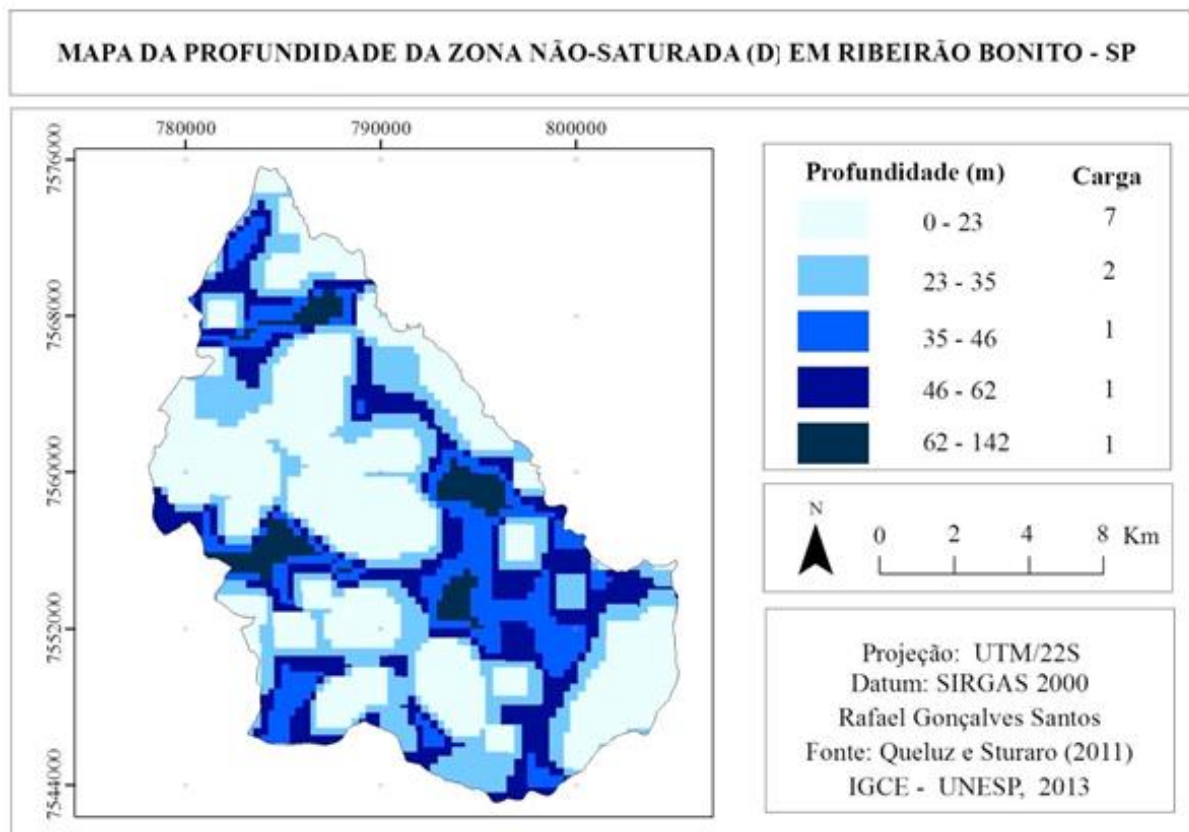 MAPA DA PROFUNDIDADE DA ZONA NÃO-SATURADA (D) EM RIBEIRÃO BONITO - SP
780000 790000 800000
7576000
7568000
7560000
7552000
7544000
Profundidade (m) Carga
0 - 23 7
23 - 35 2
35 - 46 1
46 - 62 1
62 - 142 1
N
0 2 4 8 Km
Projeção: UTM/22S
Datum: SIRGAS 2000
Rafael Gonçalves Santos
Fonte: Queluz e Sturaro (2011)
IGCE - UNESP, 2013